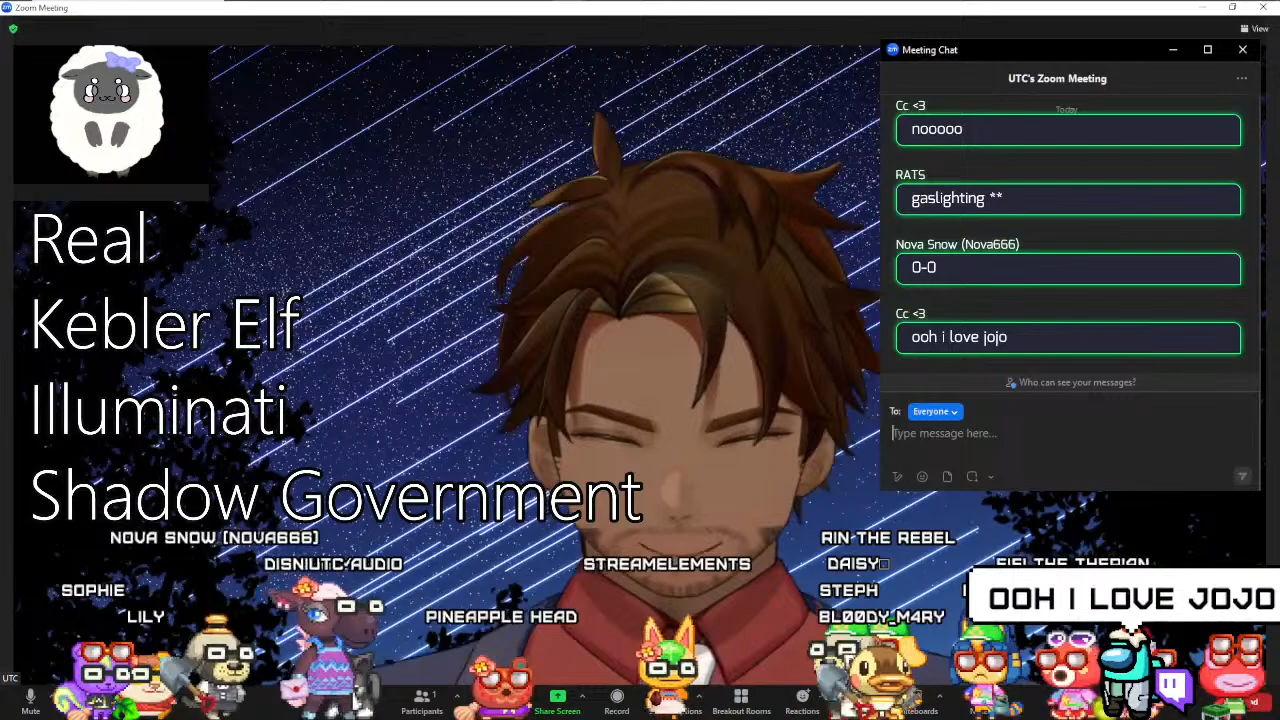 Zoom Meeting
View
Meeting Chat
UTC's Zoom Meeting
Today
Cc <3
nooooo
RATS
gaslighting **
Nova Snow (Nova666)
0-0
Cc <3
ooh i love jojo
Who can see your messages?
To: Everyone
Type message here...
Real
Kebler Elf
Illuminati
Shadow Government
NOVA SNOW (NOVA666)
RIN THE REBEL
DISNIUTC/AUDIO
STREAMELEMENTS
DAISY
SOPHIE
STEPH
OOH I LOVE JOJO
LILY
PINEAPPLE HEAD
BL00DY_M4RY
UTC
Mute
Participants
1
Share Screen
Record
Breakout Rooms
Reactions